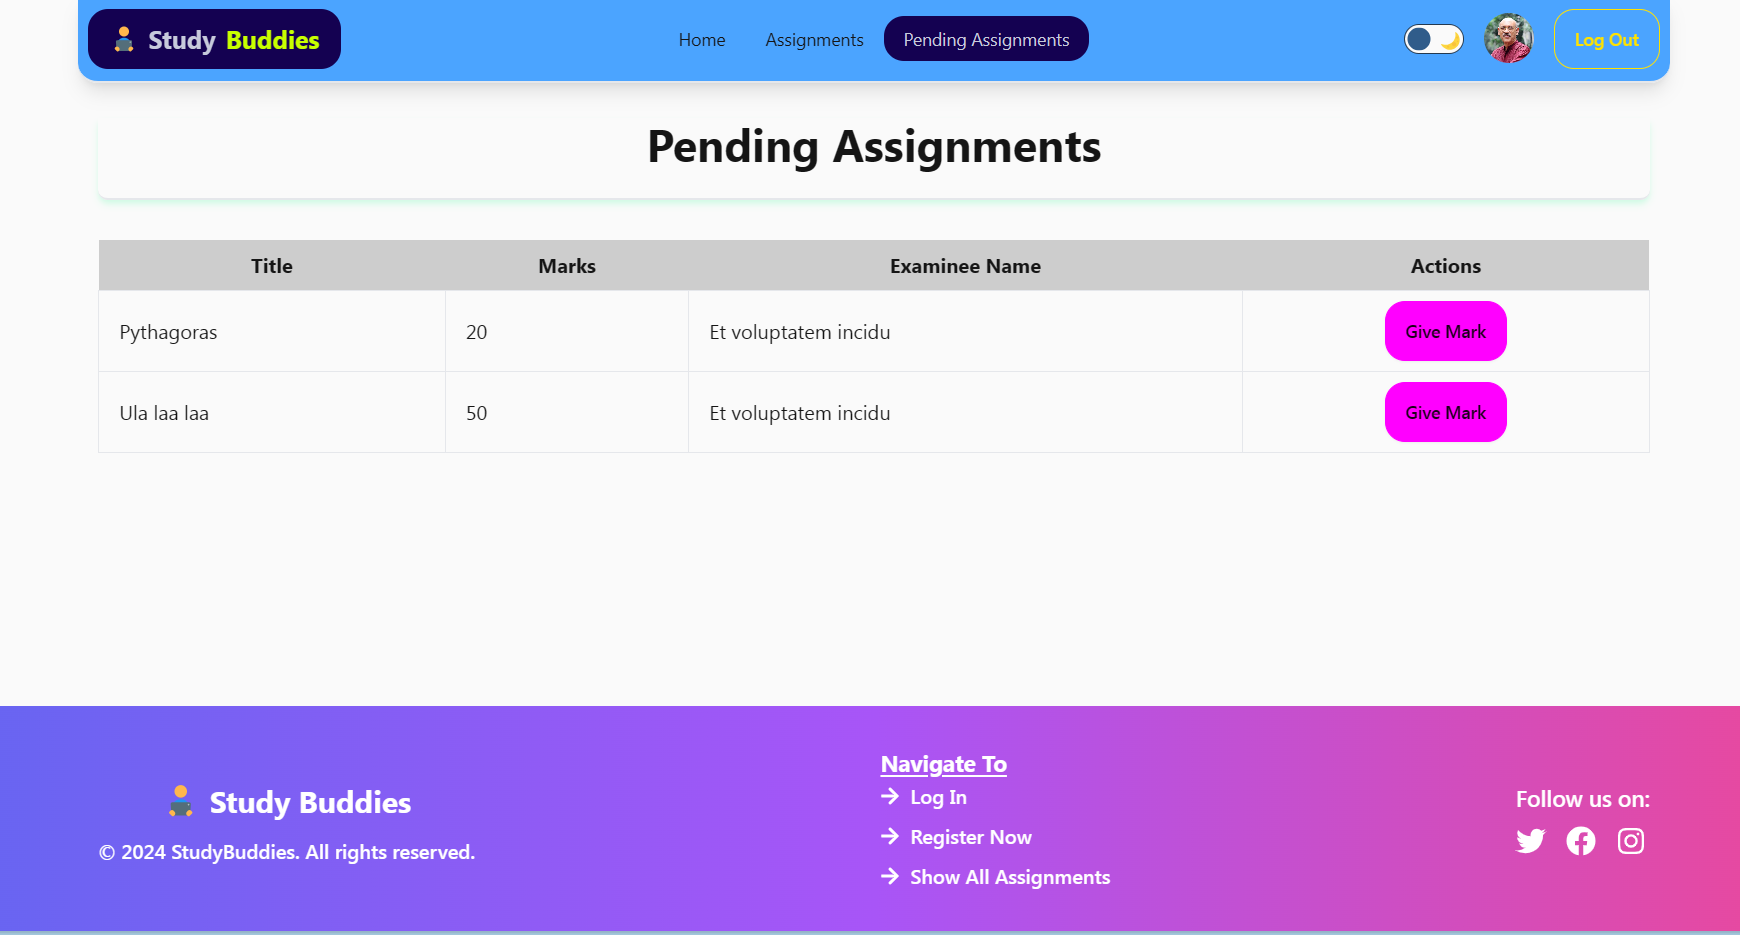 Study Buddies
Home
Assignments
Pending Assignments
Log Out
Pending Assignments
Title Marks Examinee Name Actions
Pythagoras 20 Et voluptatem incidu Give Mark
Ula laa laa 50 Et voluptatem incidu Give Mark
Study Buddies
© 2024 StudyBuddies. All rights reserved.
Navigate To
Log In
Register Now
Show All Assignments
Follow us on: